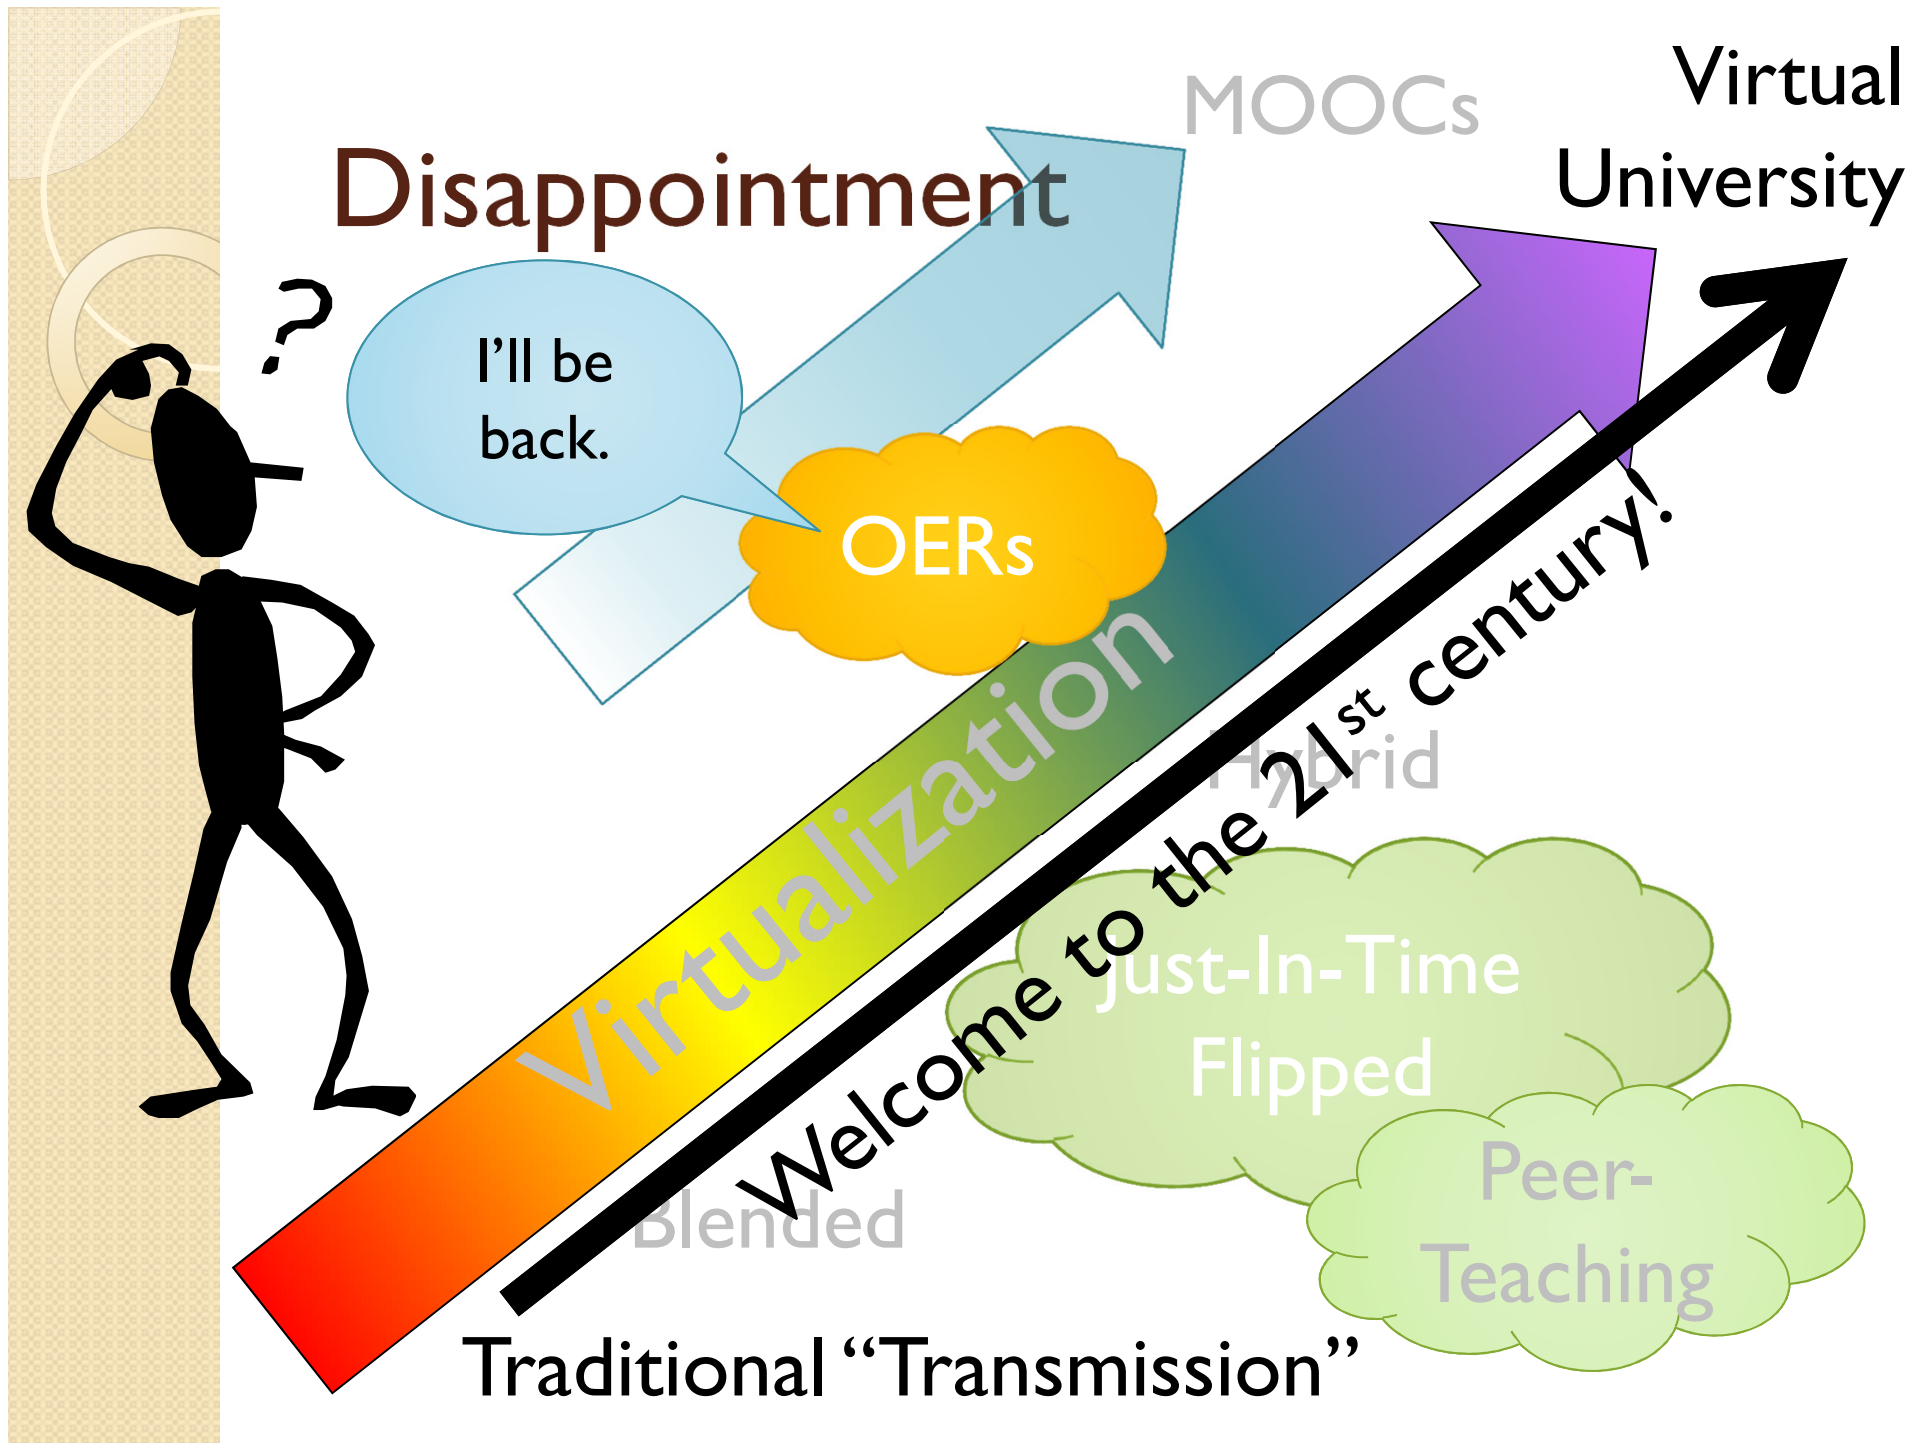 MOOCs
Virtual
University
Disappointment
?
I’ll be
back.
OERs
Virtualization
Welcome to the 21st century!
Hybrid
Just-In-Time
Flipped
Blended
Peer-
Teaching
Traditional “Transmission”